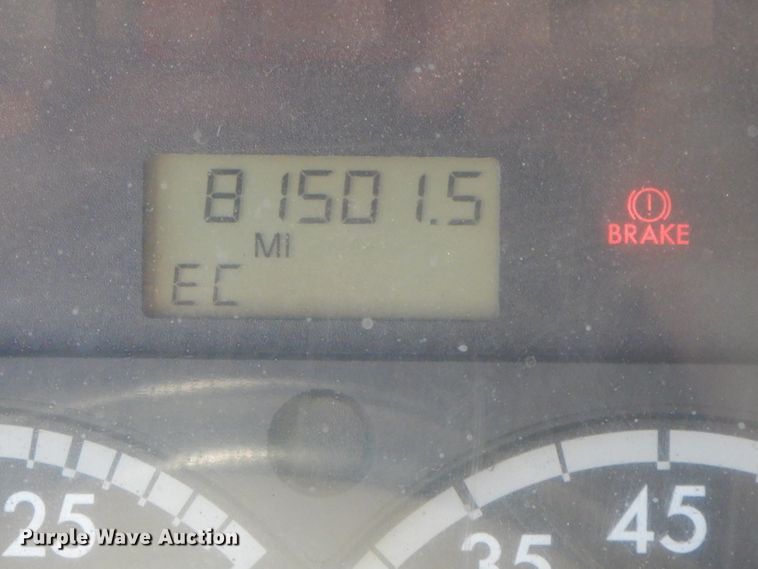 81501.5
MI
EC
BRAKE
25
35
45
Purple Wave Auction